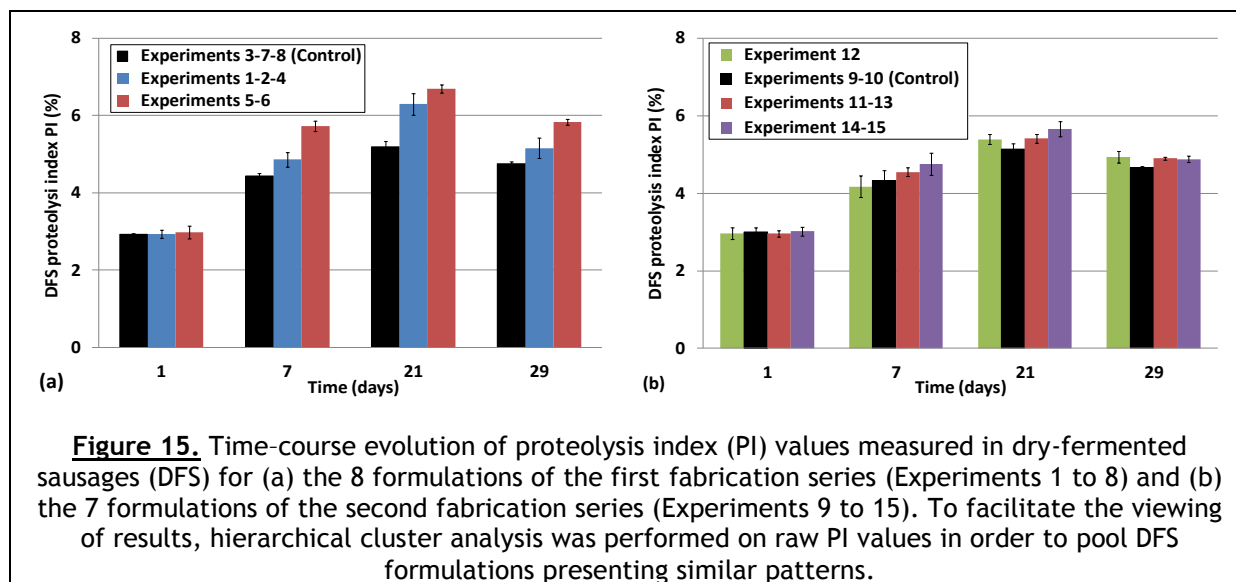 8
6
4
2
0
DFS proteolysi index PI (%)
Experiments 3-7-8 (Control)
Experiments 1-2-4
Experiments 5-6
1 7 21 29
(a) Time (days)
8
6
4
2
0
DFS proteolysis index PI (%)
Experiment 12
Experiments 9-10 (Control)
Experiments 11-13
Experiment 14-15
1 7 21 29
(b) Time (days)
Figure 15. Time-course evolution of proteolysis index (PI) values measured in dry-fermented
sausages (DFS) for (a) the 8 formulations of the first fabrication series (Experiments 1 to 8) and (b)
the 7 formulations of the second fabrication series (Experiments 9 to 15). To facilitate the viewing
of results, hierarchical cluster analysis was performed on raw PI values in order to pool DFS
formulations presenting similar patterns.